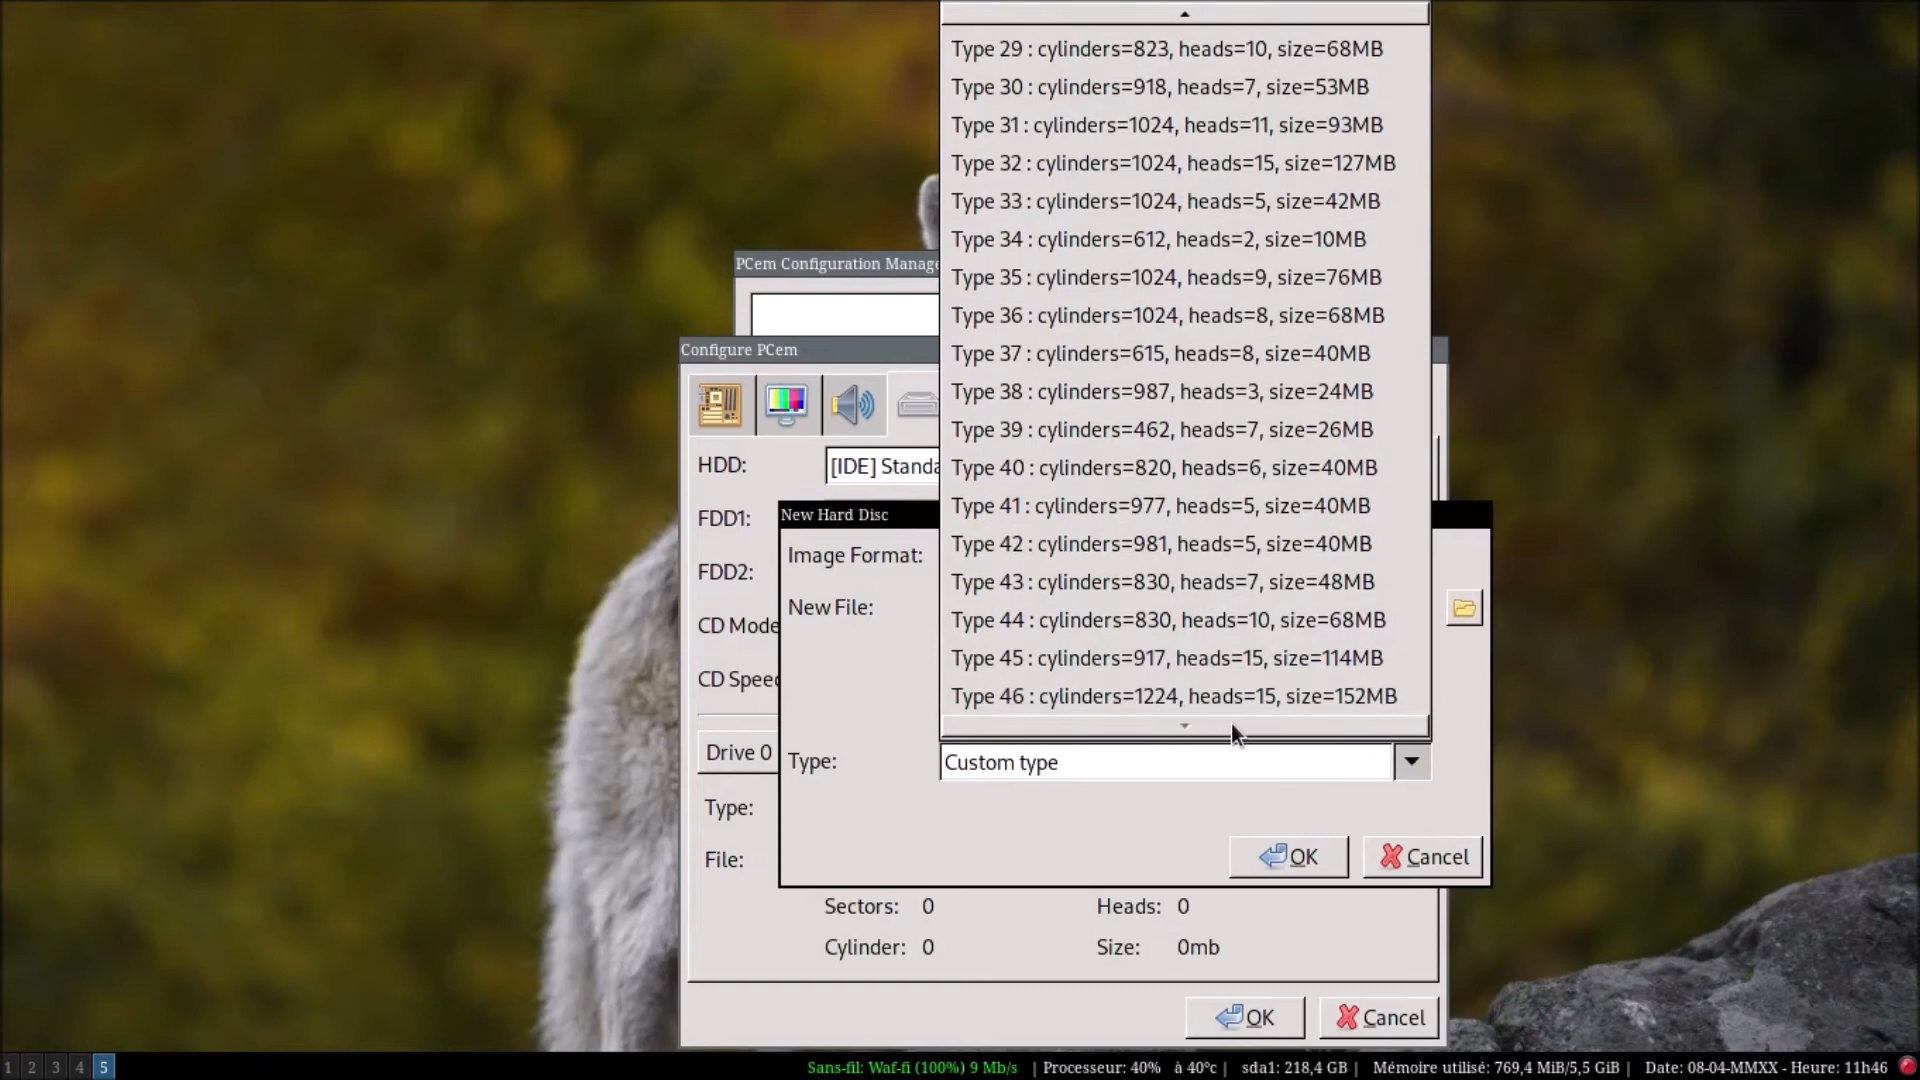 Type 29 : cylinders=823, heads=10, size=68MB
Type 30 : cylinders=918, heads=7, size=53MB
Type 31 : cylinders=1024, heads=11, size=93MB
Type 32 : cylinders=1024, heads=15, size=127MB
Type 33 : cylinders=1024, heads=5, size=42MB
Type 34 : cylinders=612, heads=2, size=10MB
Type 35 : cylinders=1024, heads=9, size=76MB
Type 36 : cylinders=1024, heads=8, size=68MB
Type 37 : cylinders=615, heads=8, size=40MB
Type 38 : cylinders=987, heads=3, size=24MB
Type 39 : cylinders=462, heads=7, size=26MB
Type 40 : cylinders=820, heads=6, size=40MB
Type 41 : cylinders=977, heads=5, size=40MB
Type 42 : cylinders=981, heads=5, size=40MB
Type 43 : cylinders=830, heads=7, size=48MB
Type 44 : cylinders=830, heads=10, size=68MB
Type 45 : cylinders=917, heads=15, size=114MB
Type 46 : cylinders=1224, heads=15, size=152MB
PCem Configuration Manage
Configure PCem
HDD: [IDE] Standa
FDD1:
FDD2:
CD Mode
CD Speed
Drive 0
Type:
File:
New Hard Disc
Image Format:
New File:
Type: Custom type
OK Cancel
Sectors: 0 Heads: 0
Cylinder: 0 Size: 0mb
OK Cancel
1 2 3 4 5 Sans-fil: Waf-fi (100%) 9 Mb/s | Processeur: 40% à 40°c | sda1: 218,4 GB | Mémoire utilisé: 769,4 MiB/5,5 GiB | Date: 08-04-MMXX - Heure: 11h46